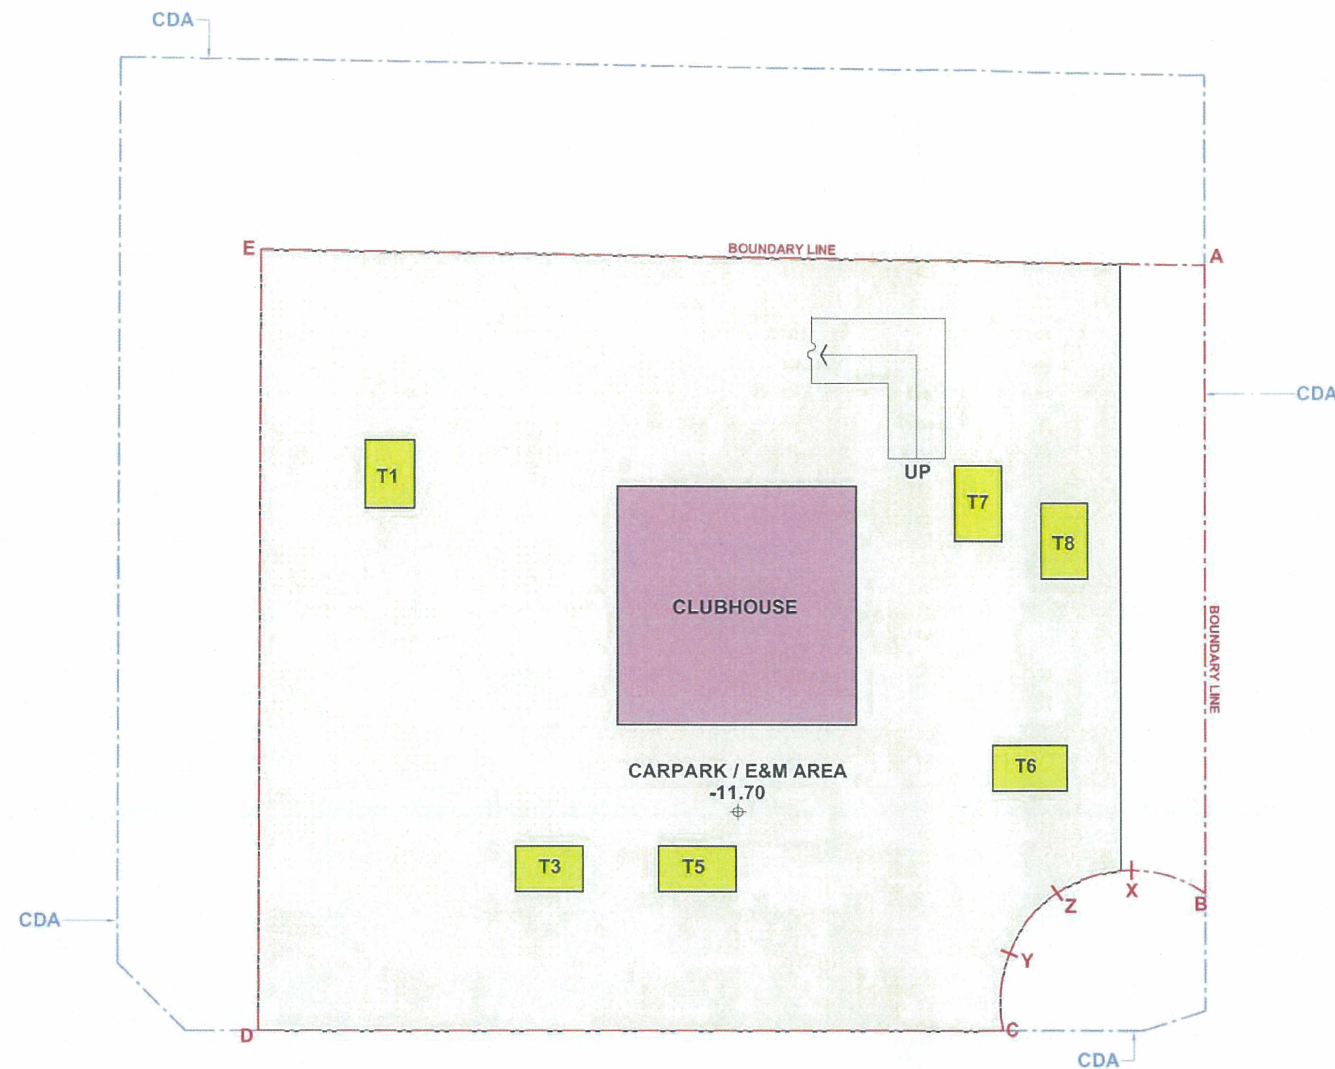 CDA
E
BOUNDARY LINE
A
CDA
UP
T1
T7
T8
CLUBHOUSE
BOUNDARY LINE
CARPARK / E&M AREA
-11.70
T6
T3
T5
X
B
Z
CDA
Y
D
C
CDA